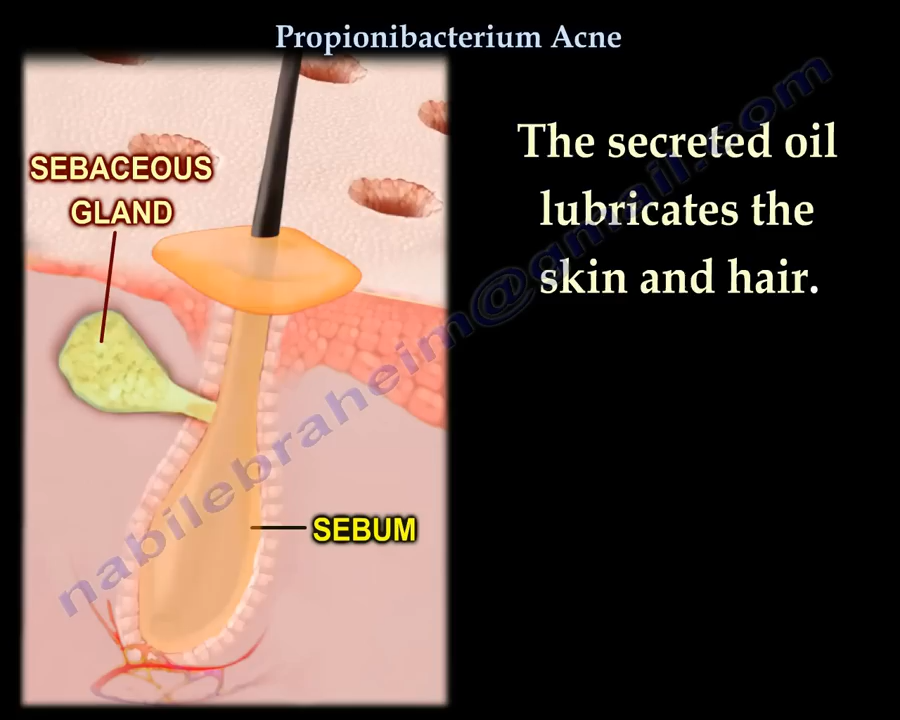 Propionibacterium Acne
SEBACEOUS
GLAND
SEBUM
The secreted oil
lubricates the
skin and hair.
nabilebraheim@gmail.com